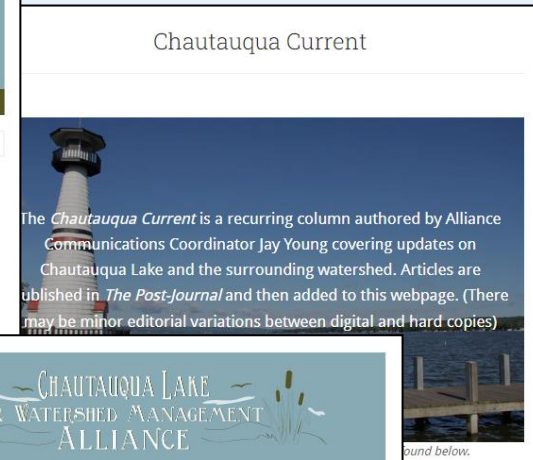 Chautauqua Current
The Chautauqua Current is a recurring column authored by Alliance
Communications Coordinator Jay Young covering updates on
Chautauqua Lake and the surrounding watershed. Articles are
ublished in The Post-Journal and then added to this webpage. (There
may be minor editorial variations between digital and hard copies)
CHAUTAUQUA LAKE
WATERSHED MANAGEMENT
ALLIANCE
ound below.